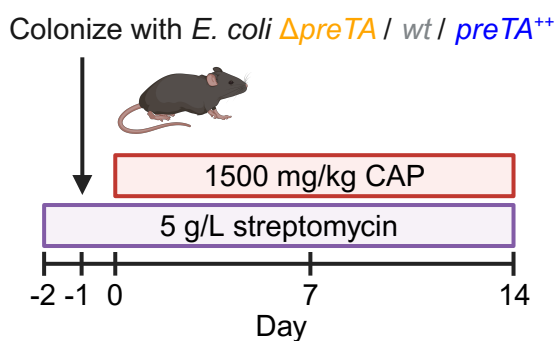 Colonize with E. coli ΔpreTA / wt / preTA++
1500 mg/kg CAP
5 g/L streptomycin
-2 -1 0 7 14
Day